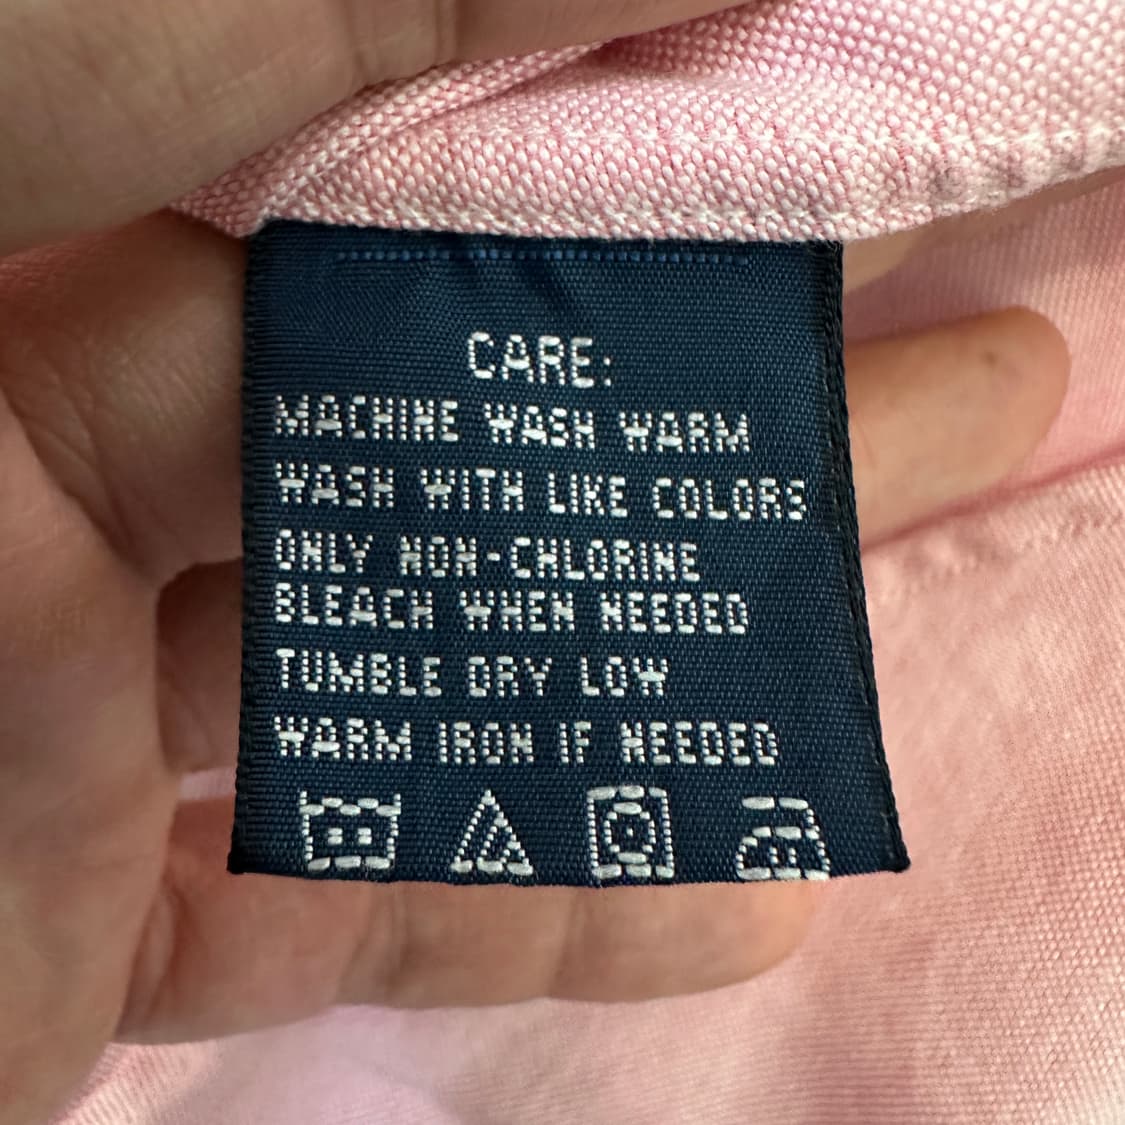 CARE:
MACHINE WASH WARM
WASH WITH LIKE COLORS
ONLY NON-CHLORINE
BLEACH WHEN NEEDED
TUMBLE DRY LOW
WARM IRON IF NEEDED